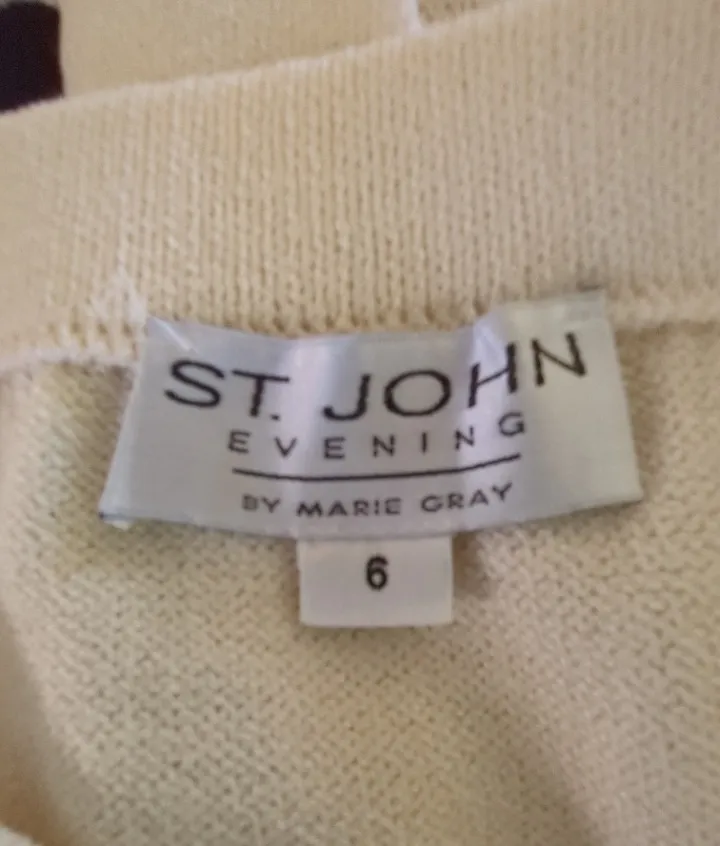 ST. JOHN
EVENING
BY MARIE GRAY
6